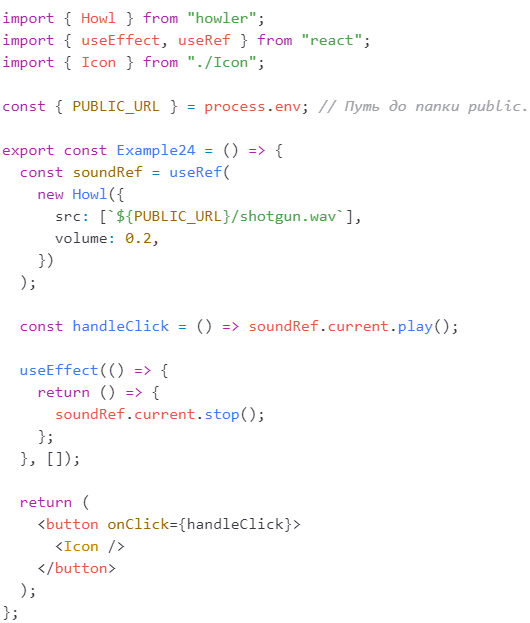 import { Howl } from "howler";
import { useEffect, useRef } from "react";
import { Icon } from "./Icon";

const { PUBLIC_URL } = process.env; // Путь до папки public.

export const Example24 = () => {
  const soundRef = useRef(
    new Howl({
      src: [`${PUBLIC_URL}/shotgun.wav`],
      volume: 0.2,
    })
  );

  const handleClick = () => soundRef.current.play();

  useEffect(() => {
    return () => {
      soundRef.current.stop();
    };
  }, []);

  return (
    <button onClick={handleClick}>
      <Icon />
    </button>
  );
};